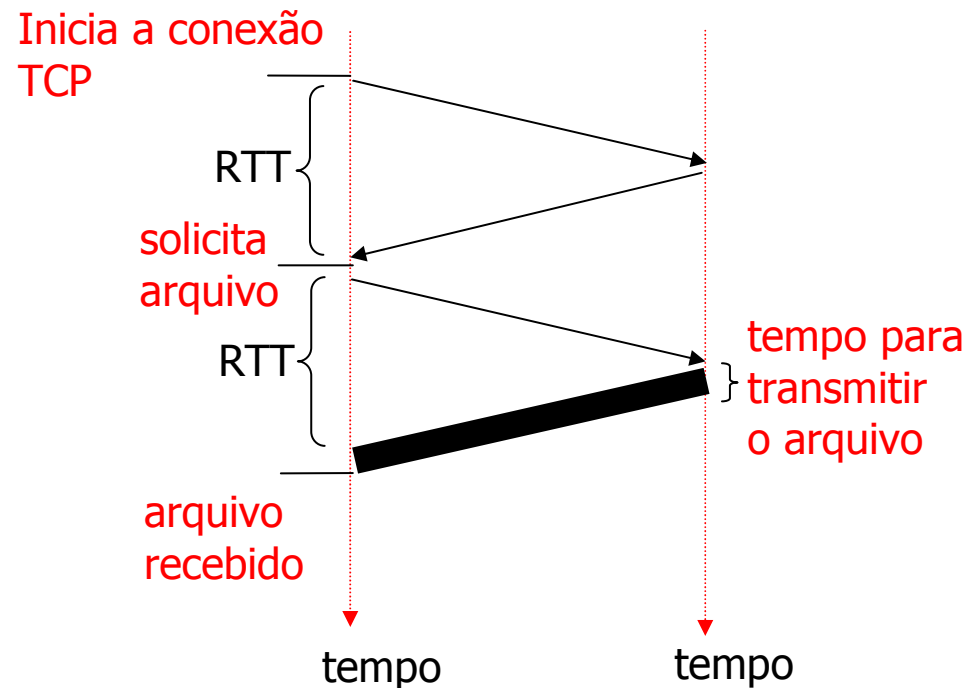 Inicia a conexão
TCP
RTT
solicita
arquivo
RTT
tempo para
transmitir
o arquivo
arquivo
recebido
tempo
tempo